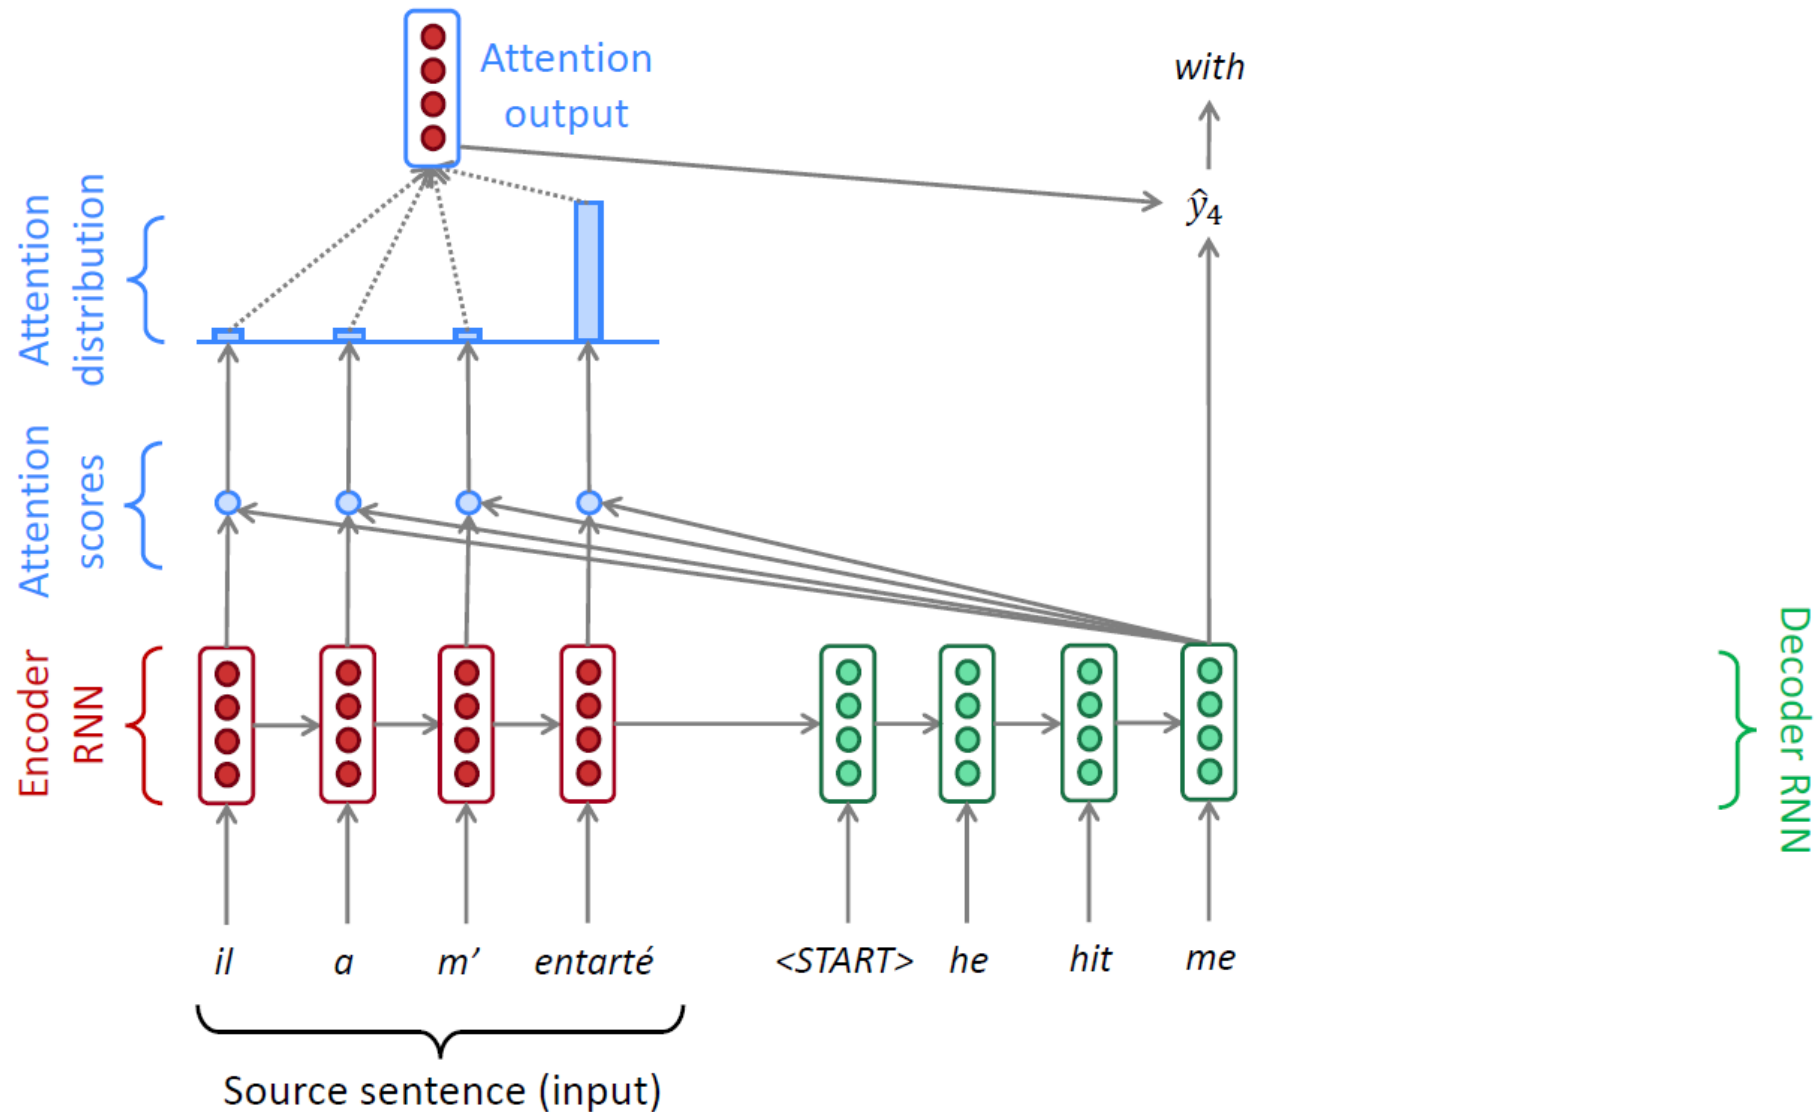 Attention
output
with
ŷ4
Attention
distribution
Attention
scores
Encoder
RNN
Decoder RNN
il a m’ entarté <START> he hit me
Source sentence (input)